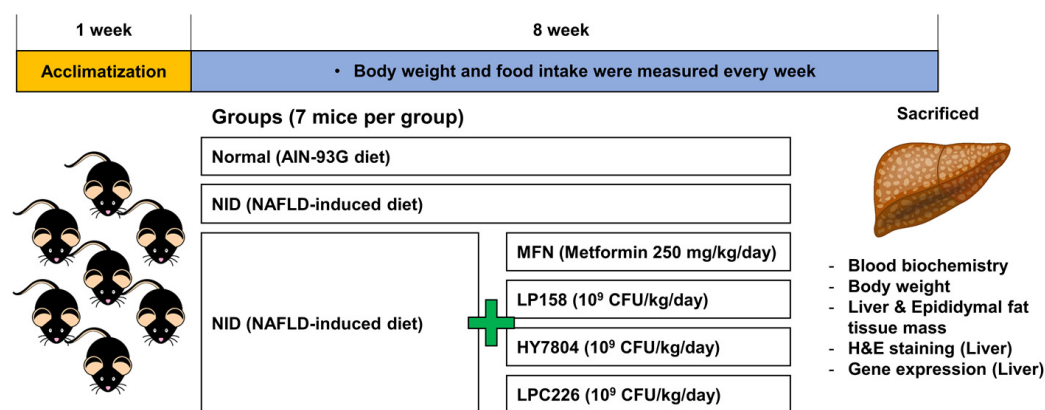 1 week
8 week
Acclimatization
• Body weight and food intake were measured every week
Groups (7 mice per group)
Sacrificed
Normal (AIN-93G diet)
NID (NAFLD-induced diet)
NID (NAFLD-induced diet)
MFN (Metformin 250 mg/kg/day)
LP158 (10⁹ CFU/kg/day)
HY7804 (10⁹ CFU/kg/day)
LPC226 (10⁹ CFU/kg/day)
- Blood biochemistry
- Body weight
- Liver & Epididymal fat
tissue mass
- H&E staining (Liver)
- Gene expression (Liver)